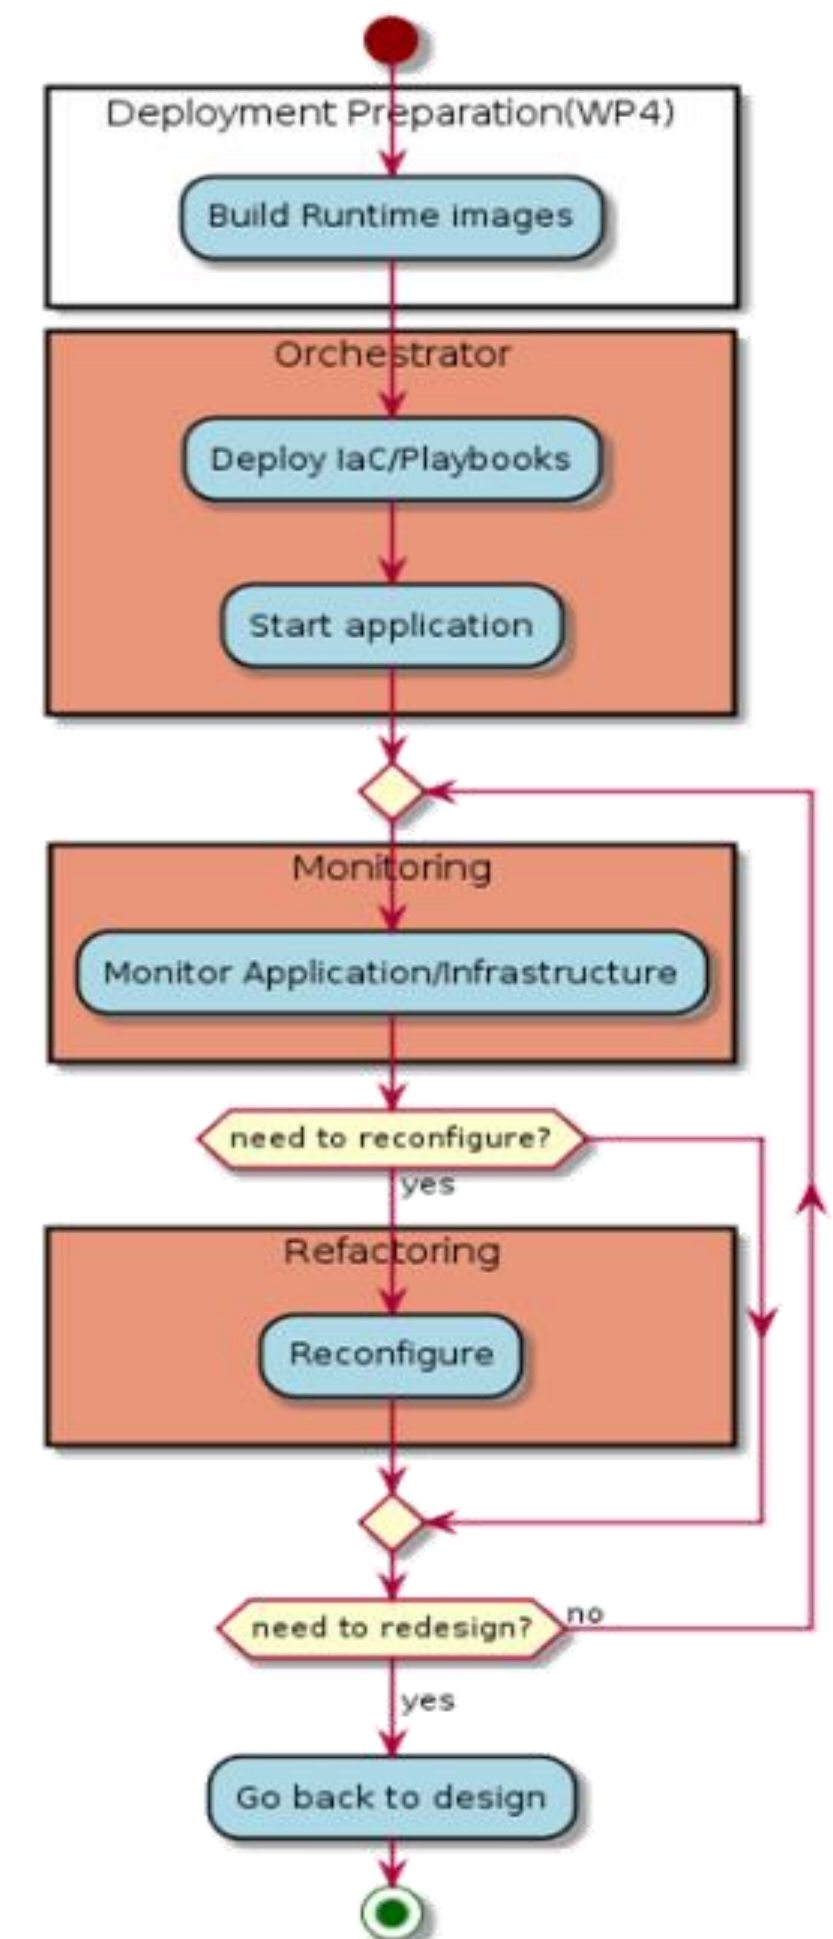 Deployment Preparation(WP4)
Build Runtime images
Orchestrator
Deploy IaC/Playbooks
Start application
Monitoring
Monitor Application/Infrastructure
need to reconfigure?
yes
Refactoring
Reconfigure
need to redesign?
no
yes
Go back to design